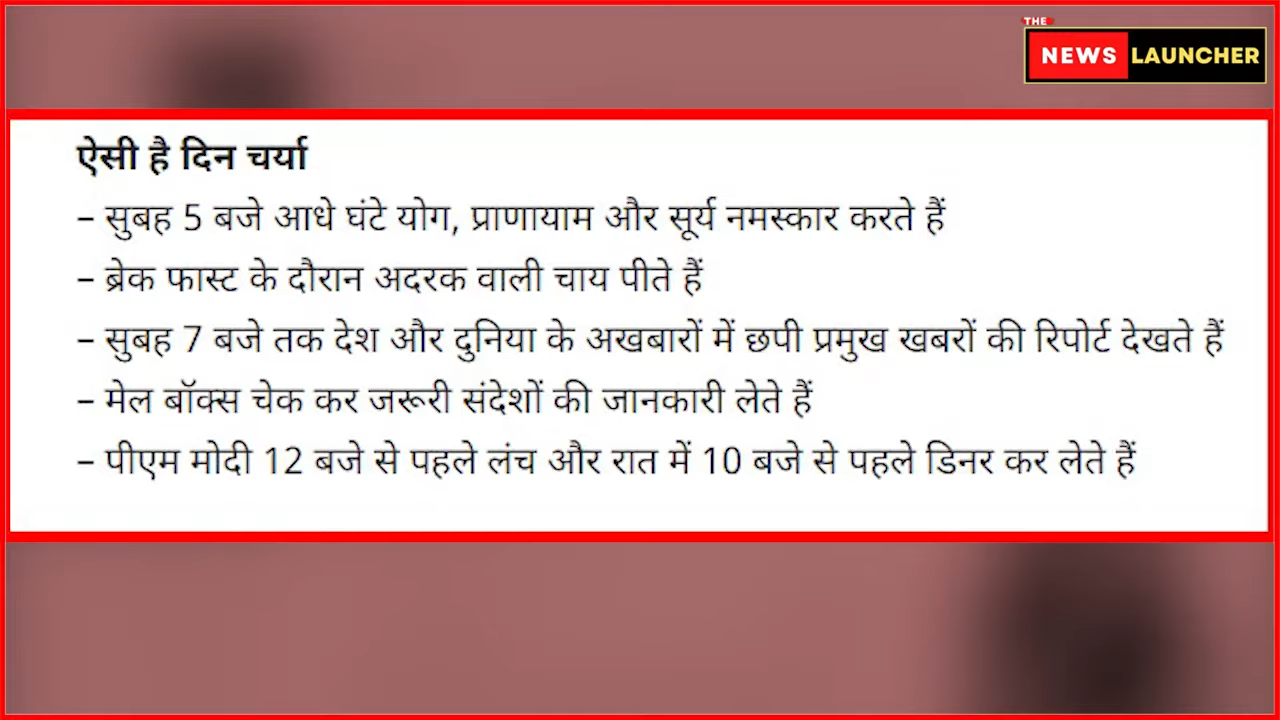 THE
NEWS LAUNCHER
ऐसी है दिन चर्या
– सुबह 5 बजे आधे घंटे योग, प्राणायाम और सूर्य नमस्कार करते हैं
– ब्रेक फास्ट के दौरान अदरक वाली चाय पीते हैं
– सुबह 7 बजे तक देश और दुनिया के अखबारों में छपी प्रमुख खबरों की रिपोर्ट देखते हैं
– मेल बॉक्स चेक कर जरूरी संदेशों की जानकारी लेते हैं
– पीएम मोदी 12 बजे से पहले लंच और रात में 10 बजे से पहले डिनर कर लेते हैं